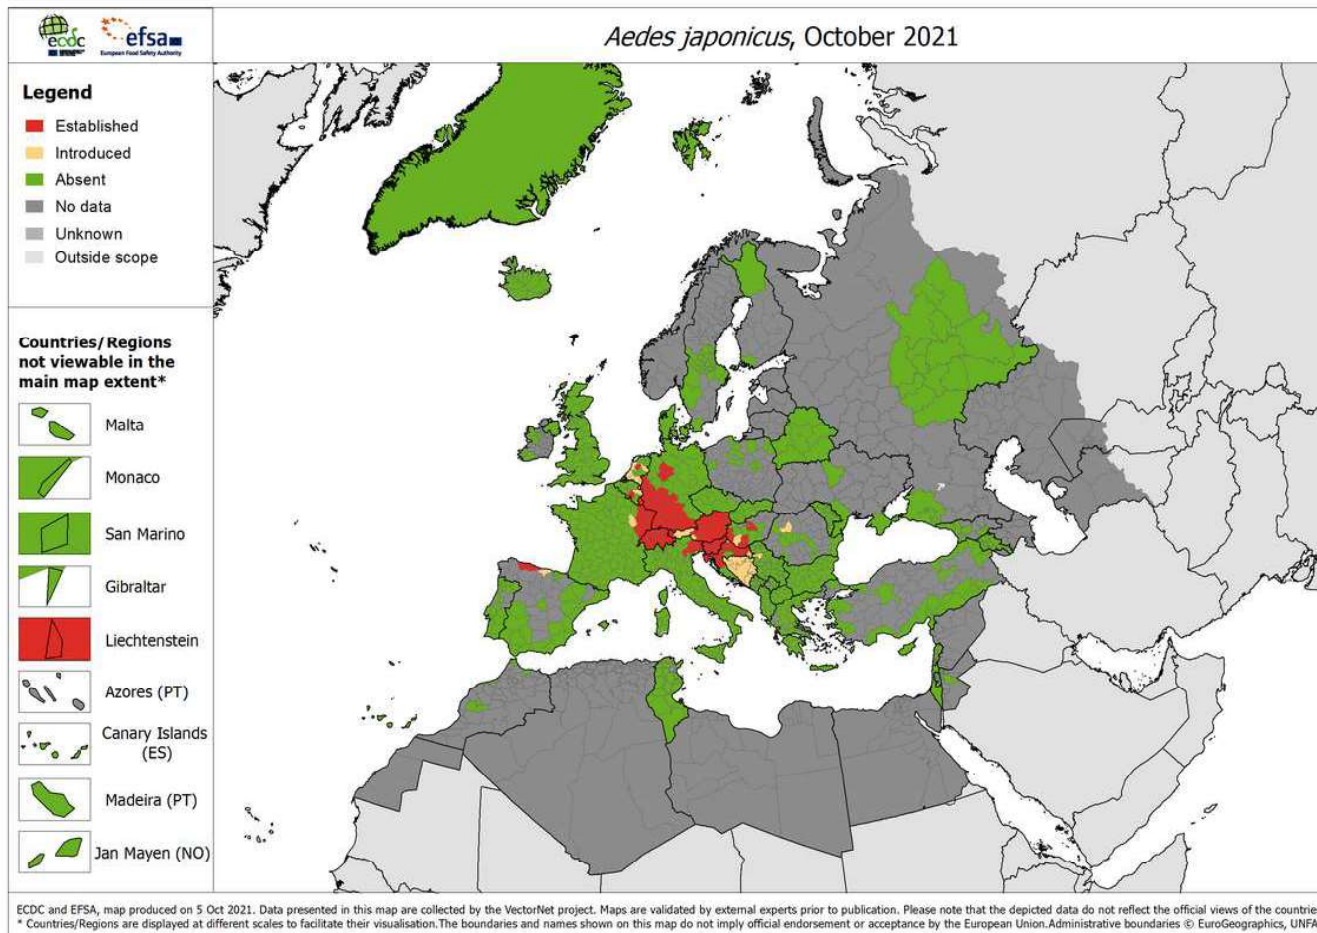 ecdc
efsa
European Food Safety Authority
Aedes japonicus, October 2021
Legend
Established
Introduced
Absent
No data
Unknown
Outside scope
Countries/Regions
not viewable in the
main map extent*
Malta
Monaco
San Marino
Gibraltar
Liechtenstein
Azores (PT)
Canary Islands
(ES)
Madeira (PT)
Jan Mayen (NO)
ECDC and EFSA, map produced on 5 Oct 2021. Data presented in this map are collected by the VectorNet project. Maps are validated by external experts prior to publication. Please note that the depicted data do not reflect the official views of the countrie
* Countries/Regions are displayed at different scales to facilitate their visualisation.The boundaries and names shown on this map do not imply official endorsement or acceptance by the European Union.Administrative boundaries © EuroGeographics, UNFA